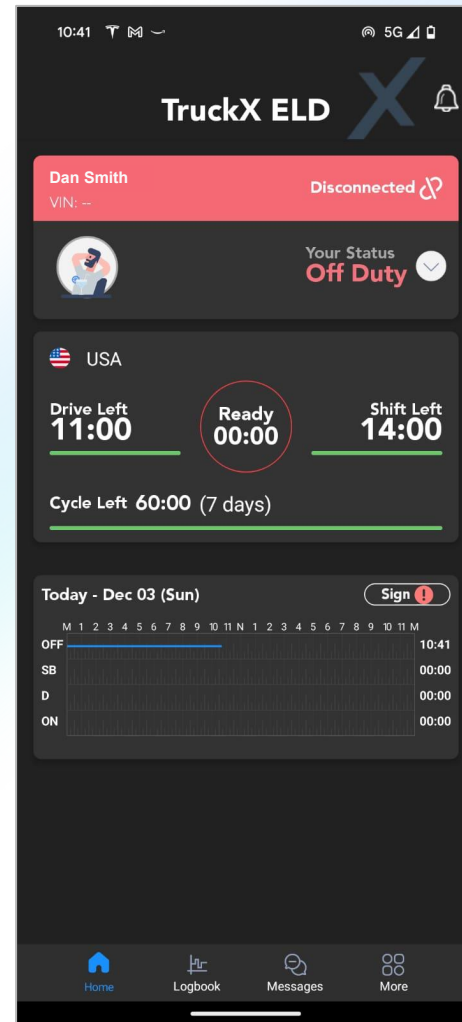 10:41 5G
TruckX ELD
Dan Smith
Disconnected
VIN: --
Your Status
Off Duty
USA
Drive Left
11:00
Ready
00:00
Shift Left
14:00
Cycle Left 60:00 (7 days)
Today - Dec 03 (Sun) Sign
M 1 2 3 4 5 6 7 8 9 10 11 N 1 2 3 4 5 6 7 8 9 10 11 M
OFF 10:41
SB 00:00
D 00:00
ON 00:00
Home Logbook Messages More